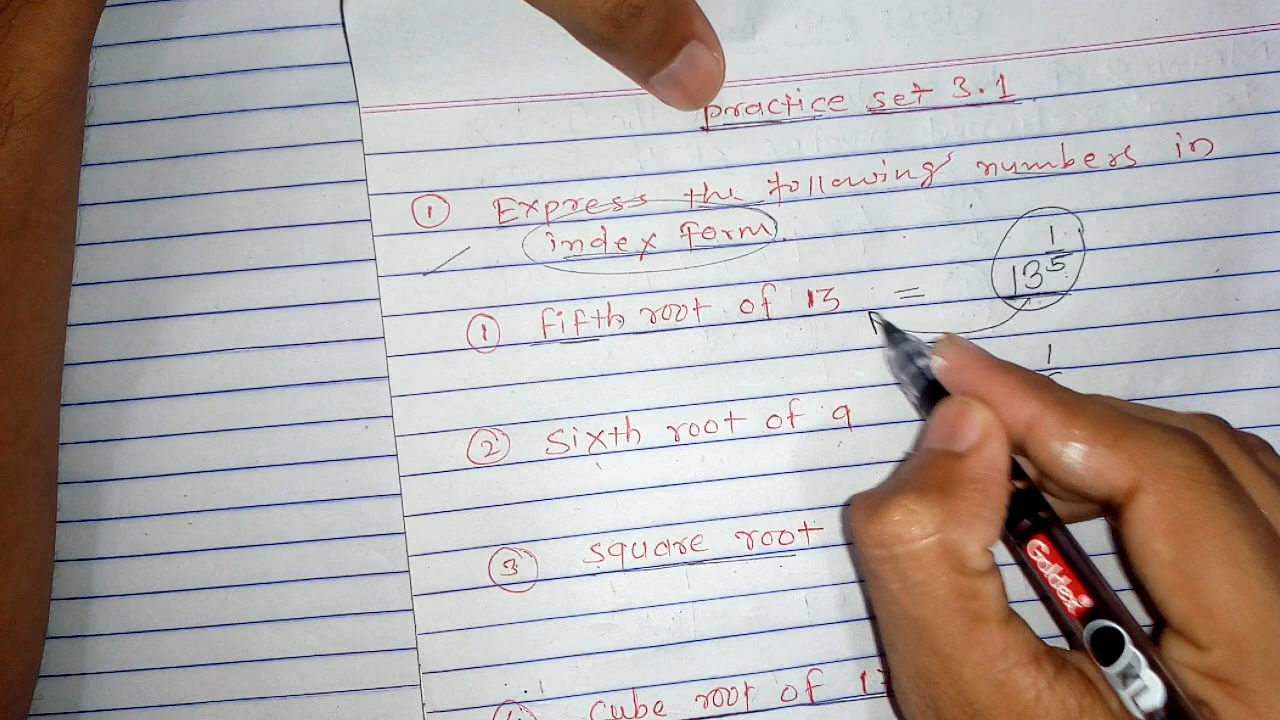 Practice set 3.1
① Express the following numbers in
index form.
① fifth root of 13 = 13^1/5
② Sixth root of 9
1
③ square root
cube root of